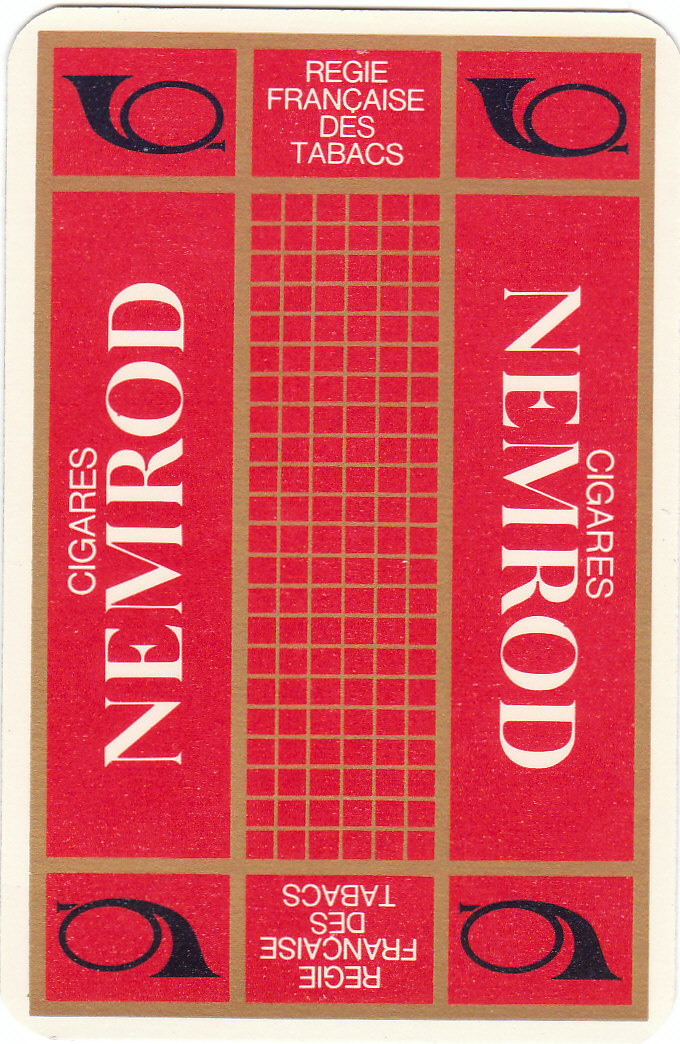 REGIE
FRANÇAISE
DES
TABACS
CIGARES
NEMROD
NEMROD
CIGARES
REGIE
FRANÇAISE
DES
TABACS